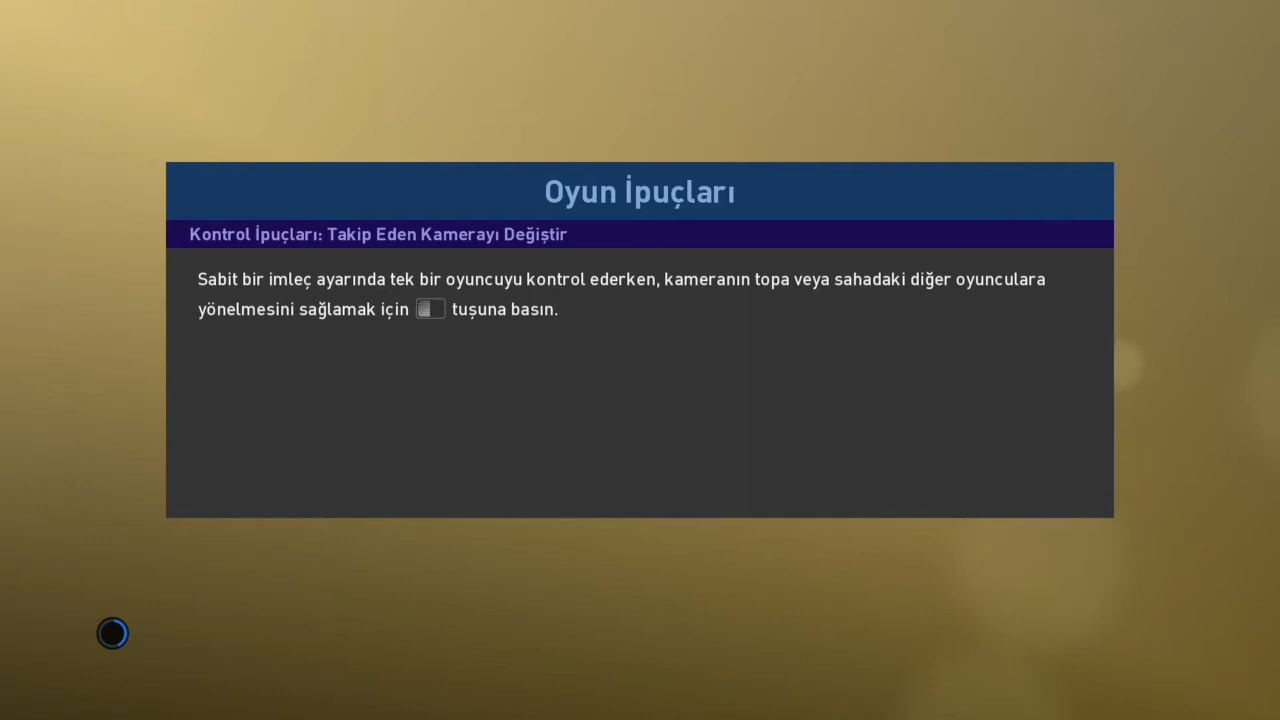 Oyun İpuçları
Kontrol İpuçları: Takip Eden Kamerayı Değiştir
Sabit bir imleç ayarında tek bir oyuncuyu kontrol ederken, kameranın topa veya sahadaki diğer oyunculara
yönelmesini sağlamak için tuşuna basın.